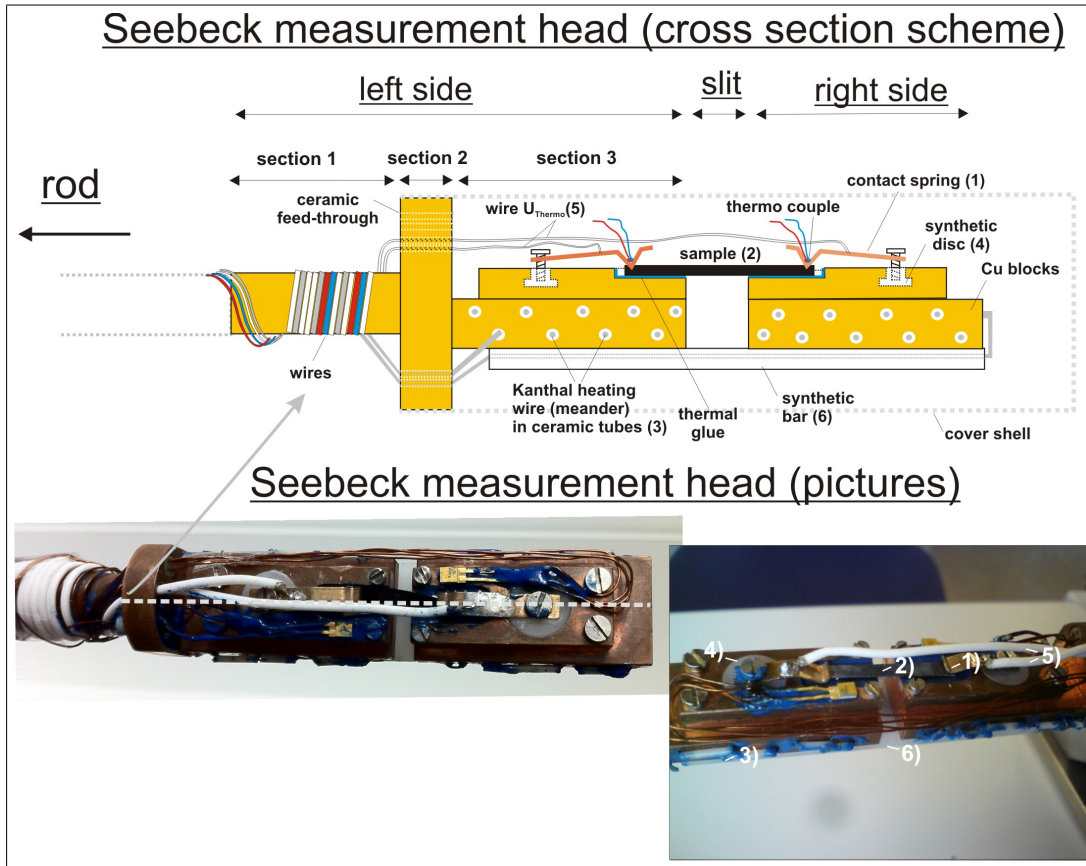 Seebeck measurement head (cross section scheme)
left side
slit
right side
section 1
section 2
section 3
rod
ceramic
feed-through
wire UThermo(5)
thermo couple
contact spring (1)
synthetic
disc (4)
sample (2)
Cu blocks
wires
Kanthal heating
wire (meander)
in ceramic tubes (3)
thermal
glue
synthetic
bar (6)
cover shell
Seebeck measurement head (pictures)
4)
2)
1)
5)
3)
6)